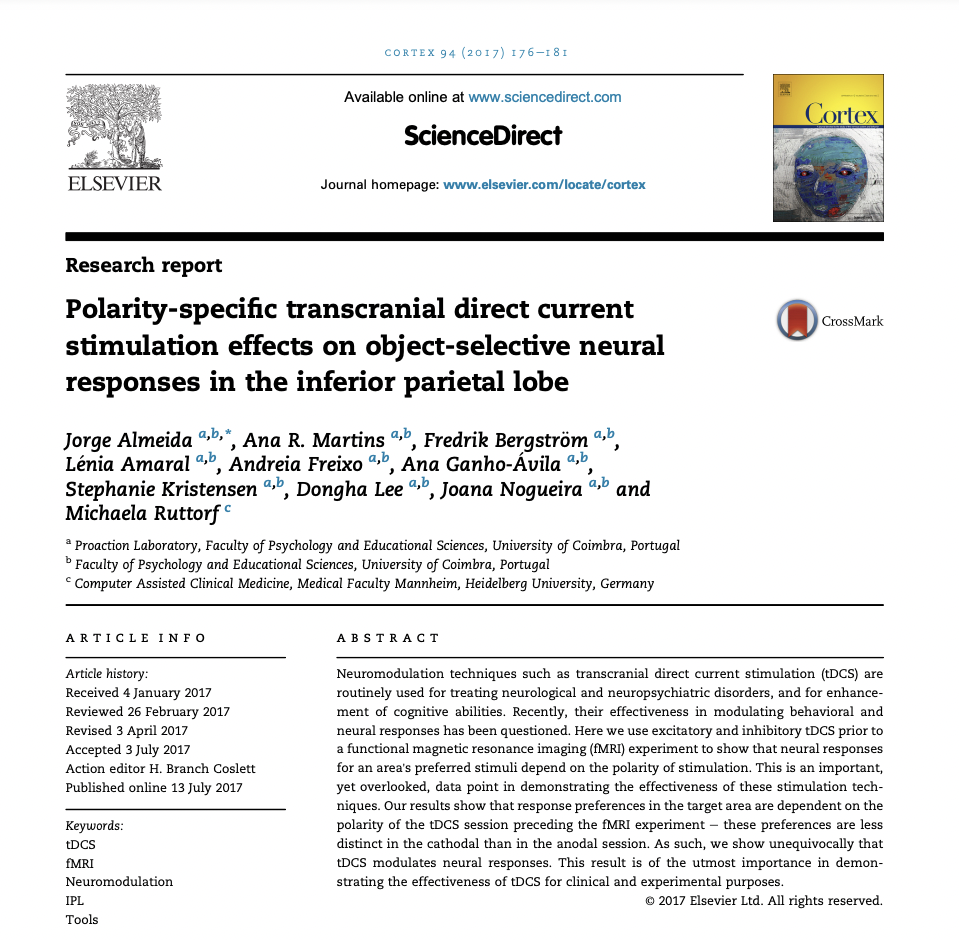 CORTEX 94 (2017) 176–181
Available online at www.sciencedirect.com
ScienceDirect
ELSEVIER
Journal homepage: www.elsevier.com/locate/cortex
Cortex
Research report
Polarity-specific transcranial direct current
stimulation effects on object-selective neural
responses in the inferior parietal lobe
CrossMark
Jorge Almeida a,b,*, Ana R. Martins a,b, Fredrik Bergström a,b,
Lénia Amaral a,b, Andreia Freixo a,b, Ana Ganho-Ávila a,b,
Stephanie Kristensen a,b, Dongha Lee a,b, Joana Nogueira a,b and
Michaela Ruttorf c
a Proaction Laboratory, Faculty of Psychology and Educational Sciences, University of Coimbra, Portugal
b Faculty of Psychology and Educational Sciences, University of Coimbra, Portugal
c Computer Assisted Clinical Medicine, Medical Faculty Mannheim, Heidelberg University, Germany
ARTICLE INFO
Article history:
Received 4 January 2017
Reviewed 26 February 2017
Revised 3 April 2017
Accepted 3 July 2017
Action editor H. Branch Coslett
Published online 13 July 2017
Keywords:
tDCS
fMRI
Neuromodulation
IPL
Tools
ABSTRACT
Neuromodulation techniques such as transcranial direct current stimulation (tDCS) are
routinely used for treating neurological and neuropsychiatric disorders, and for enhance-
ment of cognitive abilities. Recently, their effectiveness in modulating behavioral and
neural responses has been questioned. Here we use excitatory and inhibitory tDCS prior to
a functional magnetic resonance imaging (fMRI) experiment to show that neural responses
for an area's preferred stimuli depend on the polarity of stimulation. This is an important,
yet overlooked, data point in demonstrating the effectiveness of these stimulation tech-
niques. Our results show that response preferences in the target area are dependent on the
polarity of the tDCS session preceding the fMRI experiment – these preferences are less
distinct in the cathodal than in the anodal session. As such, we show unequivocally that
tDCS modulates neural responses. This result is of the utmost importance in demon-
strating the effectiveness of tDCS for clinical and experimental purposes.
© 2017 Elsevier Ltd. All rights reserved.